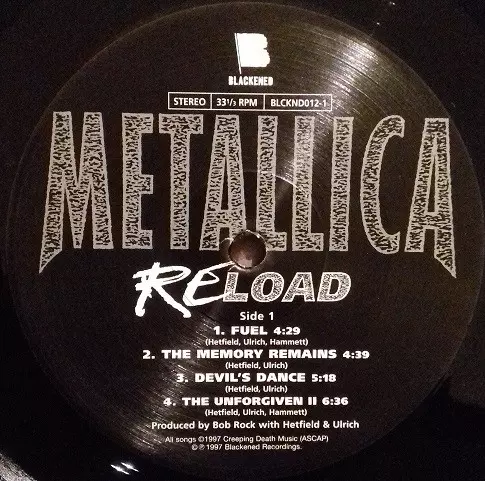 B
BLACKENED
STEREO 33⅓ RPM BLCKND012-1
METALLICA
RELOAD
Side 1
1. FUEL 4:29
(Hetfield, Ulrich, Hammett)
2. THE MEMORY REMAINS 4:39
(Hetfield, Ulrich)
3. DEVIL'S DANCE 5:18
(Hetfield, Ulrich)
4. THE UNFORGIVEN II 6:36
(Hetfield, Ulrich, Hammett)
Produced by Bob Rock with Hetfield & Ulrich
All songs ©1997 Creeping Death Music (ASCAP)
©℗ 1997 Blackened Recordings.